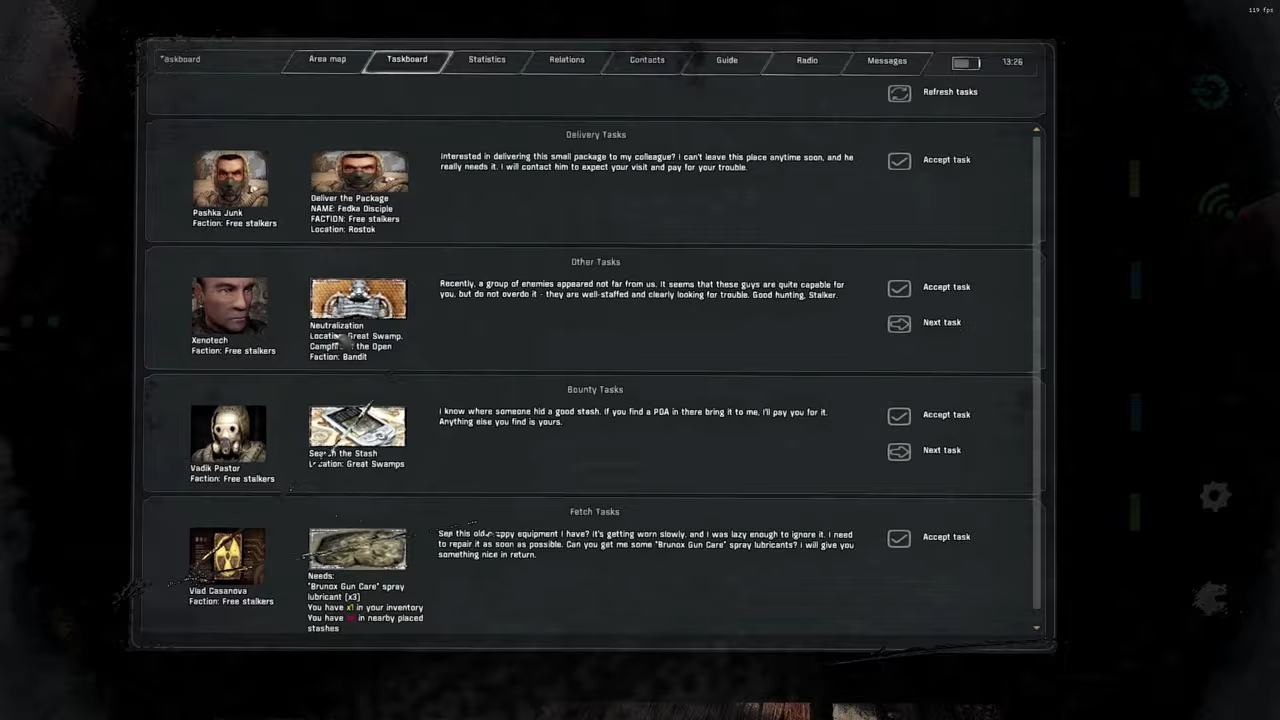 119 fps
Taskboard
Area map
Taskboard
Statistics
Relations
Contacts
Guide
Radio
Messages
13:26
Refresh tasks
Delivery Tasks
Pashka Junk
Faction: Free stalkers
Deliver the Package
NAME: Fedka Disciple
FACTION: Free stalkers
Location: Rostok
Interested in delivering this small package to my colleague? I can't leave this place anytime soon, and he
really needs it. I will contact him to expect your visit and pay for your trouble.
Accept task
Other Tasks
Xenotech
Faction: Free stalkers
Neutralization
Location: Great Swamp.
the Open
Faction: Bandit
Recently, a group of enemies appeared not far from us. It seems that these guys are quite capable for
you, but do not overdo it - they are well-staffed and clearly looking for trouble. Good hunting, Stalker.
Accept task
Next task
Bounty Tasks
Vadik Pastor
Faction: Free stalkers
Search the Stash
Location: Great Swamps
I know where someone hid a good stash. If you find a PDA in there bring it to me, I'll pay you for it.
Anything else you find is yours.
Accept task
Next task
Fetch Tasks
Vlad Casanova
Faction: Free stalkers
Needs:
"Brunox Gun Care" spray
lubricant (x3)
You have x1 in your inventory
You have in nearby placed
stashes
See this old crappy equipment I have? It's getting worn slowly, and I was lazy enough to ignore it. I need
to repair it as soon as possible. Can you get me some "Brunox Gun Care" spray lubricants? I will give you
something nice in return.
Accept task